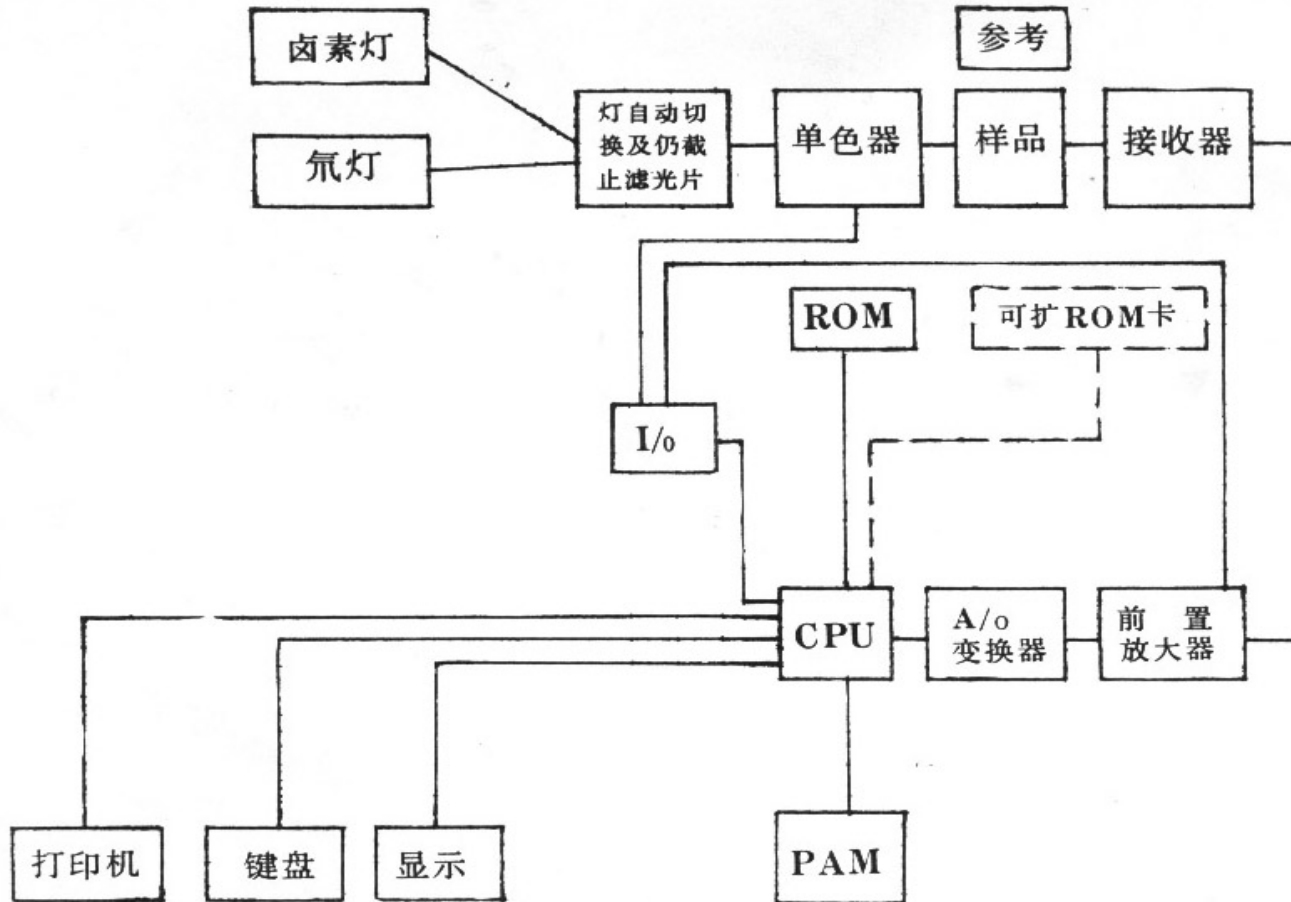 卤素灯
参考
灯自动切
换及仍截
止滤光片
单色器
样品
接收器
氘灯
ROM
可扩ROM卡
I/o
CPU
A/o
变换器
前置
放大器
打印机
键盘
显示
PAM